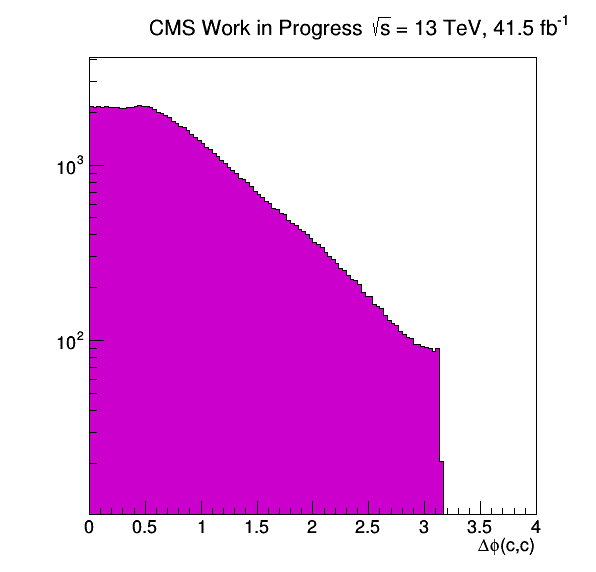 CMS Work in Progress √s = 13 TeV, 41.5 fb⁻¹
10³
10²
0 0.5 1 1.5 2 2.5 3 3.5 4
Δϕ(c,c)